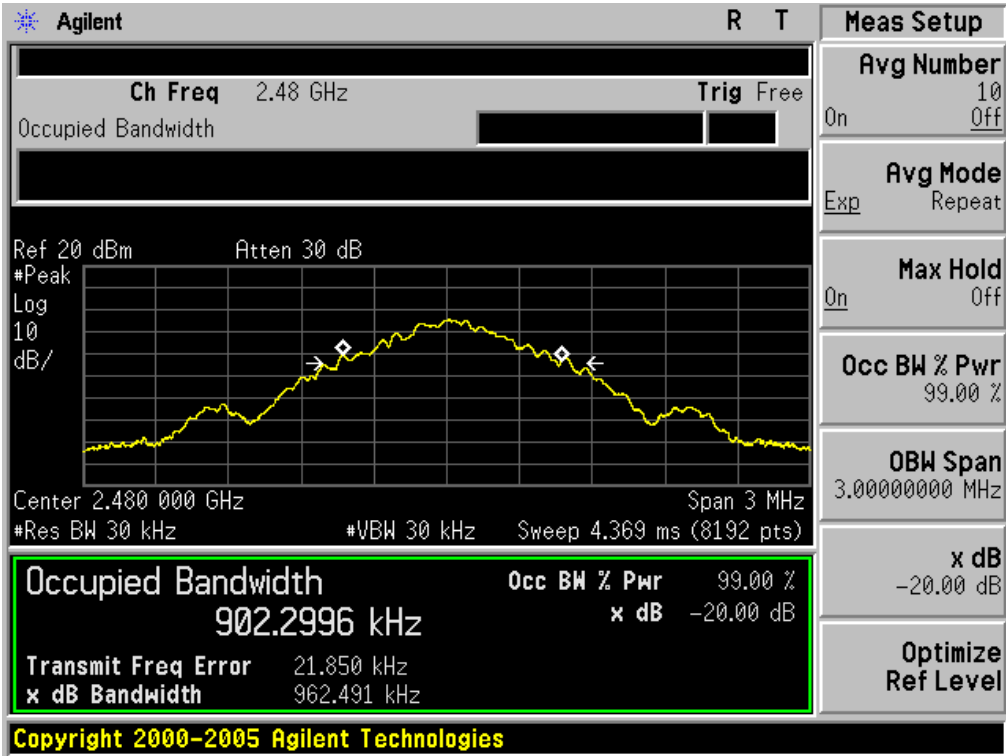 Agilent R T
Ch Freq 2.48 GHz Trig Free
Occupied Bandwidth
Ref 20 dBm Atten 30 dB
#Peak
Log
10
dB/
Center 2.480 000 GHz Span 3 MHz
#Res BW 30 kHz #VBW 30 kHz Sweep 4.369 ms (8192 pts)
Occupied Bandwidth
902.2996 kHz
Occ BW % Pwr 99.00 %
x dB -20.00 dB
Transmit Freq Error 21.850 kHz
x dB Bandwidth 962.491 kHz
Copyright 2000-2005 Agilent Technologies
Meas Setup
Avg Number
10
On Off
Avg Mode
Exp Repeat
Max Hold
On Off
Occ BW % Pwr
99.00 %
OBW Span
3.00000000 MHz
x dB
-20.00 dB
Optimize
Ref Level